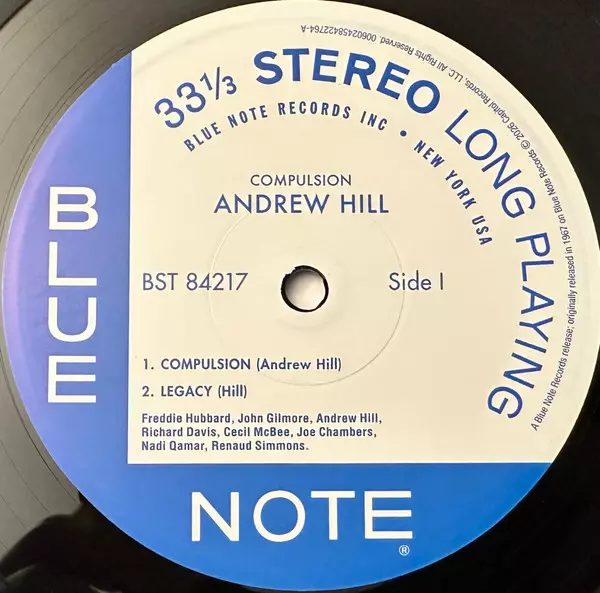 33⅓ STEREO LONG PLAYING
BLUE NOTE RECORDS INC • NEW YORK USA
COMPULSION
ANDREW HILL
BST 84217
Side I
1. COMPULSION (Andrew Hill)
2. LEGACY (Hill)
Freddie Hubbard, John Gilmore, Andrew Hill,
Richard Davis, Cecil McBee, Joe Chambers,
Nadi Qamar, Renaud Simmons.
BLUE
NOTE
®
A Blue Note Records release; originally released in 1967 on Blue Note Records © 2026 Capitol Records, LLC. All Rights Reserved. 00602458422764-A